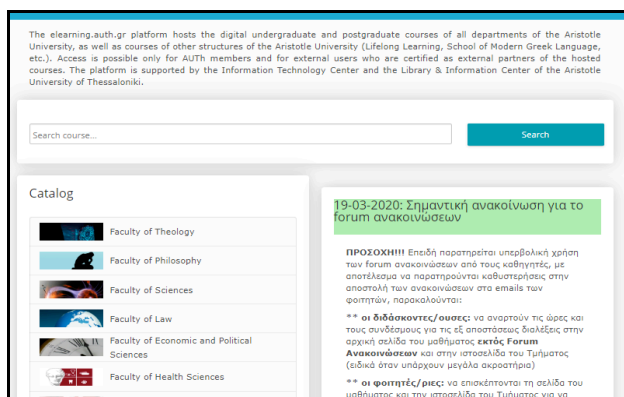 The elearning.auth.gr platform hosts the digital undergraduate and postgraduate courses of all departments of the Aristotle
University, as well as courses of other structures of the Aristotle University (Lifelong Learning, School of Modern Greek Language,
etc.). Access is possible only for AUTh members and for external users who are certified as external partners of the hosted
courses. The platform is supported by the Information Technology Center and the Library & Information Center of the Aristotle
University of Thessaloniki.
Search course...
Search
Catalog
Faculty of Theology
Faculty of Philosophy
Faculty of Sciences
Faculty of Law
Faculty of Economic and Political
Sciences
Faculty of Health Sciences
19-03-2020: Σημαντική ανακοίνωση για το
forum ανακοινώσεων
ΠΡΟΣΟΧΗ!!! Επειδή παρατηρείται υπερβολική χρήση
των forum ανακοινώσεων από τους καθηγητές, με
αποτέλεσμα να παρατηρούνται καθυστερήσεις στην
αποστολή των ανακοινώσεων στα emails των
φοιτητών, παρακαλούνται:
** οι διδάσκοντες/ουσες: να αναρτούν τις ώρες και
τους συνδέσμους για τις εξ αποστάσεως διαλέξεις στην
αρχική σελίδα του μαθήματος εκτός Forum
Ανακοινώσεων και στην ιστοσελίδα του Τμήματος
(ειδικά όταν υπάρχουν μεγάλα ακροατήρια)
** οι φοιτητές/ριες: να επισκέπτονται τη σελίδα του
μαθήματος και την ιστοσελίδα του Τμήματος για να